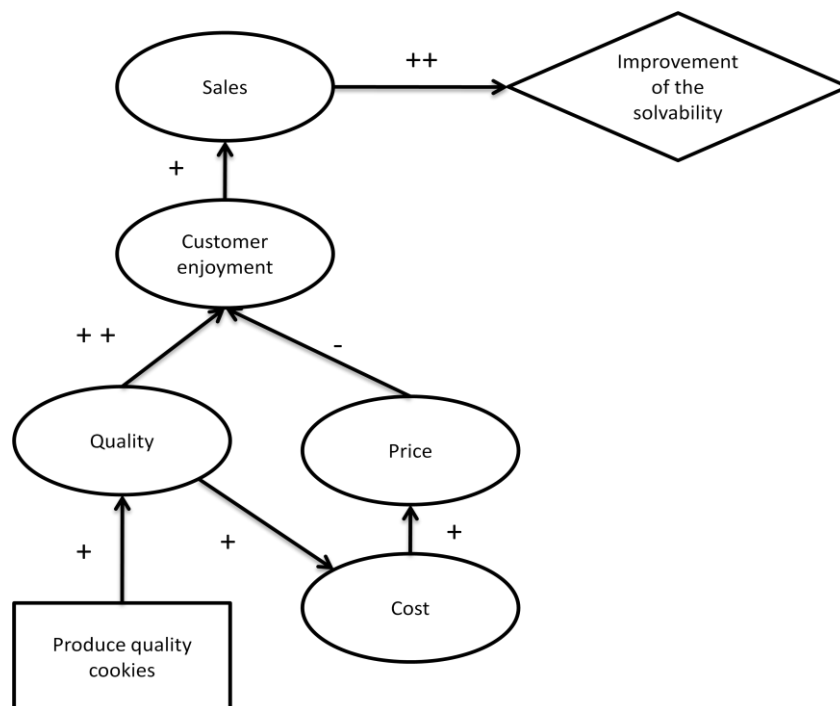 Sales
++
Improvement
of the
solvability
+
Customer
enjoyment
+ +
-
Quality
Price
+
+
+
Cost
Produce quality
cookies